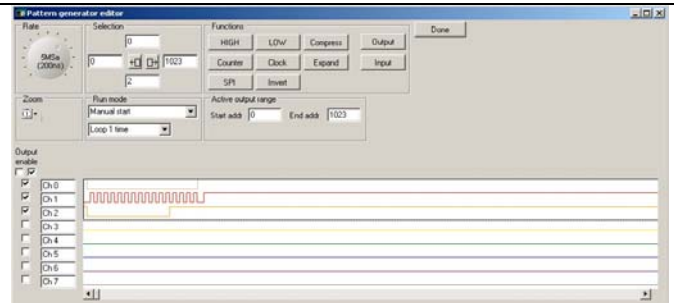 Pattern generator editor
Rate
5MSa
(200ns)
Selection
0
0
1023
2
Functions
HIGH LOW Compress Output
Counter Clock Expand Input
SPI Invert
Done
Zoom
Run mode
Manual start
Loop 1 time
Active output range
Start addr 0 End addr 1023
Output
enable
Ch 0
Ch 1
Ch 2
Ch 3
Ch 4
Ch 5
Ch 6
Ch 7